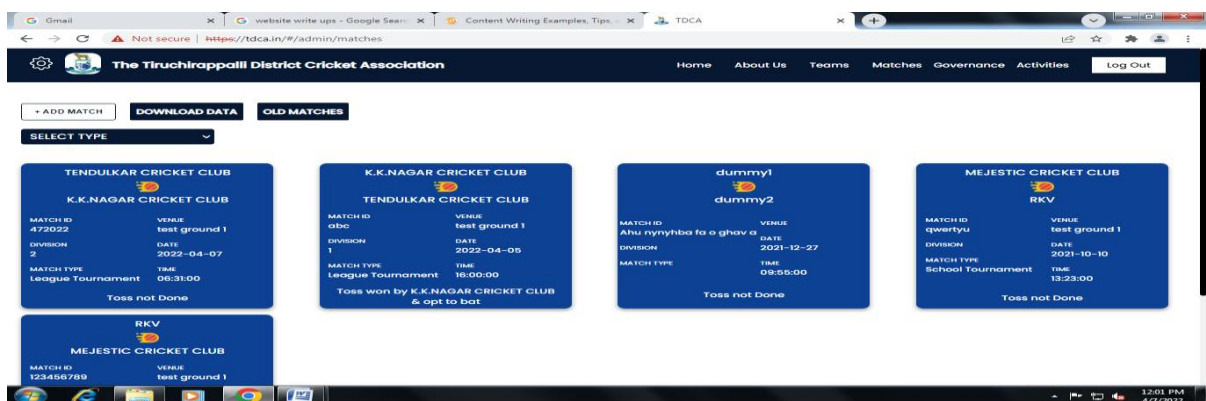 Gmail
website write ups - Google Sear
Content Writing Examples, Tips,
TDCA
Not secure | https://tdca.in/#/admin/matches
The Tiruchirappalli District Cricket Association
Home About Us Teams Matches Governance Activities Log Out
+ ADD MATCH DOWNLOAD DATA OLD MATCHES
SELECT TYPE
TENDULKAR CRICKET CLUB
K.K.NAGAR CRICKET CLUB
MATCH ID VENUE
472022 test ground 1
DIVISION DATE
2 2022-04-07
MATCH TYPE TIME
League Tournament 06:31:00
Toss not Done
K.K.NAGAR CRICKET CLUB
TENDULKAR CRICKET CLUB
MATCH ID VENUE
abc test ground 1
DIVISION DATE
1 2022-04-05
MATCH TYPE TIME
League Tournament 16:00:00
Toss won by K.K.NAGAR CRICKET CLUB
& opt to bat
dummy1
dummy2
MATCH ID VENUE
Ahu nynyhba fa o ghav a
DIVISION DATE
2021-12-27
MATCH TYPE TIME
09:55:00
Toss not Done
MEJESTIC CRICKET CLUB
RKV
MATCH ID VENUE
qwertyu test ground 1
DIVISION DATE
2021-10-10
MATCH TYPE TIME
School Tournament 13:23:00
Toss not Done
RKV
MEJESTIC CRICKET CLUB
MATCH ID VENUE
123456789 test ground 1
12:01 PM
4/7/2022